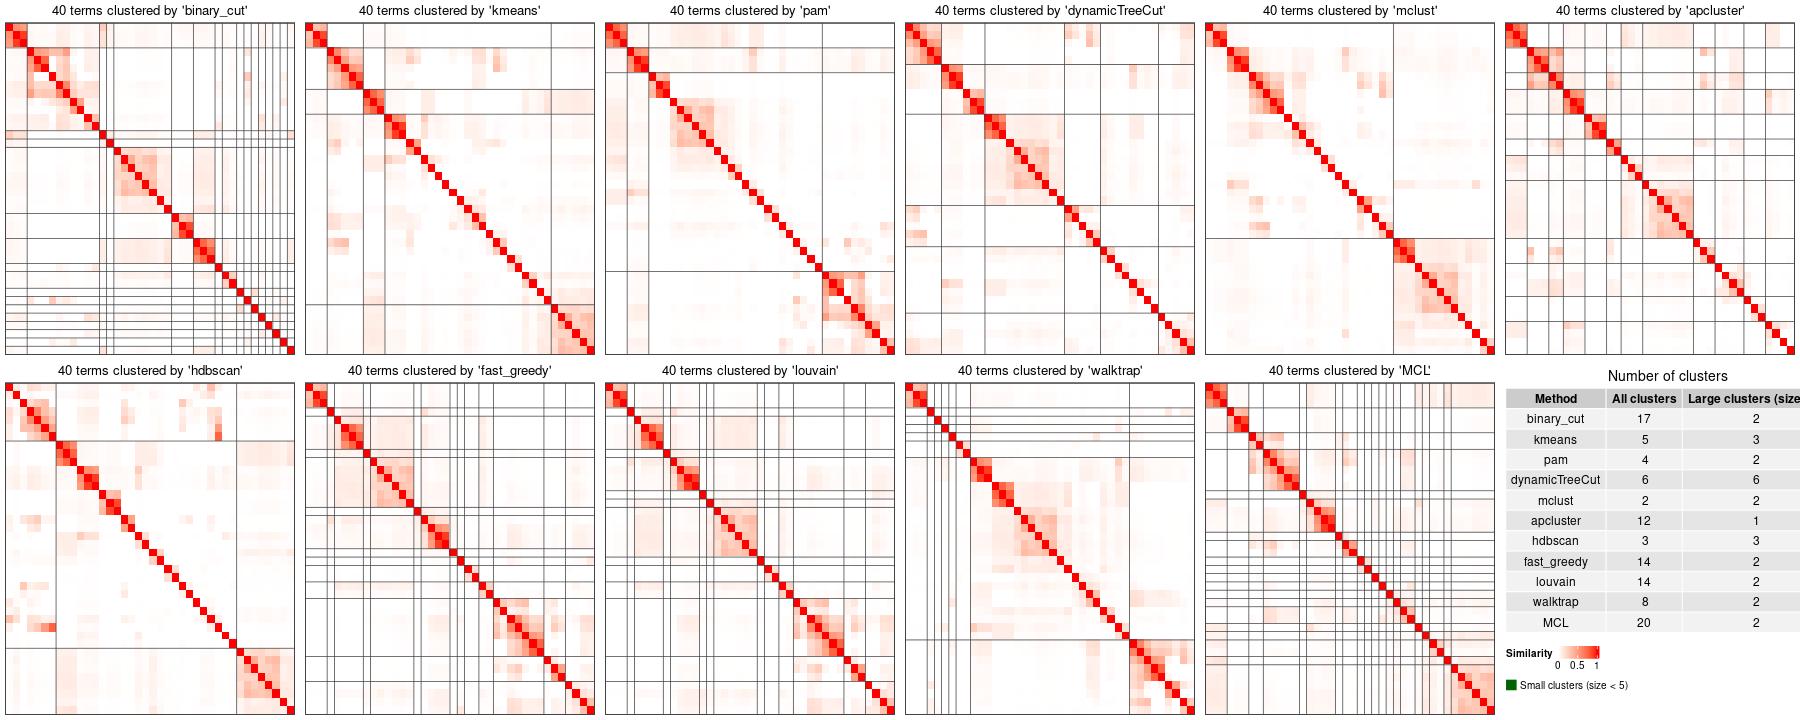 40 terms clustered by 'binary_cut'
40 terms clustered by 'kmeans'
40 terms clustered by 'pam'
40 terms clustered by 'dynamicTreeCut'
40 terms clustered by 'mclust'
40 terms clustered by 'apcluster'
40 terms clustered by 'hdbscan'
40 terms clustered by 'fast_greedy'
40 terms clustered by 'louvain'
40 terms clustered by 'walktrap'
40 terms clustered by 'MCL'
Number of clusters
Method All clusters Large clusters (size
binary_cut 17 2
kmeans 5 3
pam 4 2
dynamicTreeCut 6 6
mclust 2 2
apcluster 12 1
hdbscan 3 3
fast_greedy 14 2
louvain 14 2
walktrap 8 2
MCL 20 2
Similarity
0 0.5 1
Small clusters (size < 5)